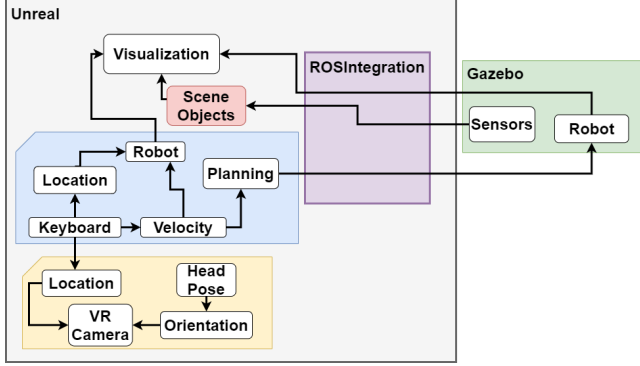 Unreal
Visualization
ROSIntegration
Gazebo
Scene
Objects
Sensors
Robot
Robot
Planning
Location
Keyboard
Velocity
Location
Head
Pose
VR
Camera
Orientation